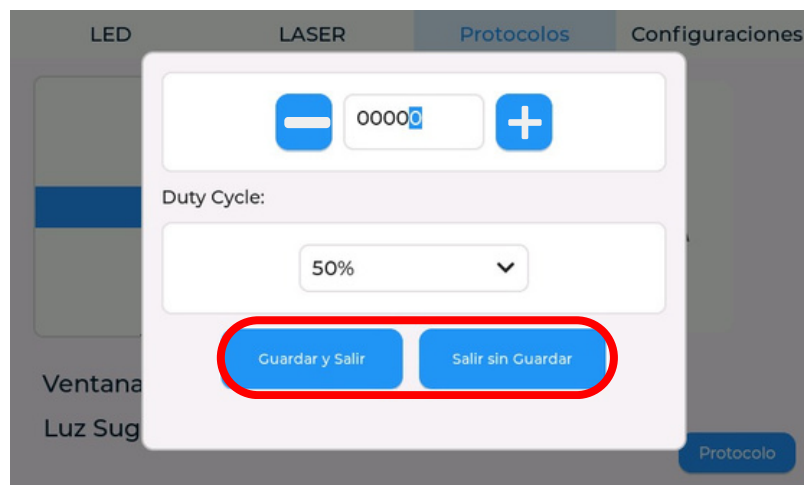 LED LASER Protocolos Configuraciones
00000
Duty Cycle:
50%
Guardar y Salir Salir sin Guardar
Ventana
Luz Sug
Protocolo